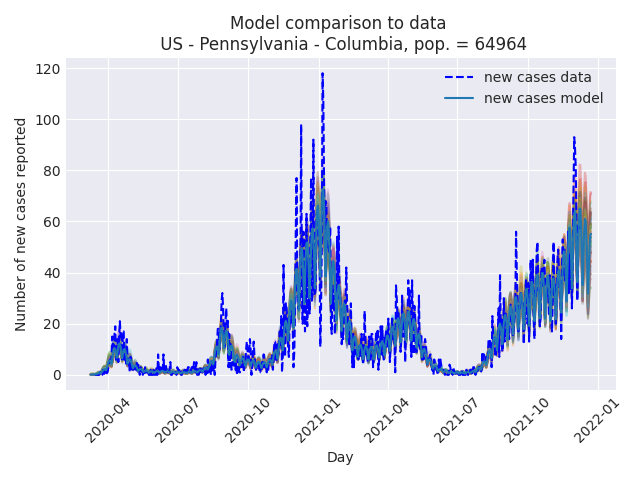 Model comparison to data
US - Pennsylvania - Columbia, pop. = 64964
new cases data
new cases model
Number of new cases reported
120
100
80
60
40
20
0
2020-04
2020-07
2020-10
2021-01
2021-04
2021-07
2021-10
2022-01
Day